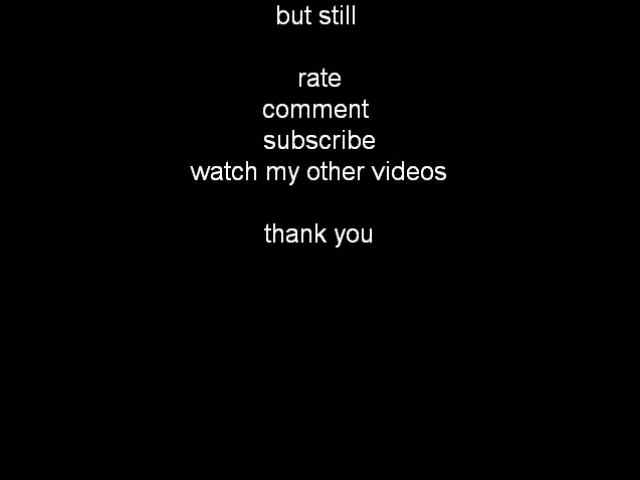 but still
rate
comment
subscribe
watch my other videos
thank you